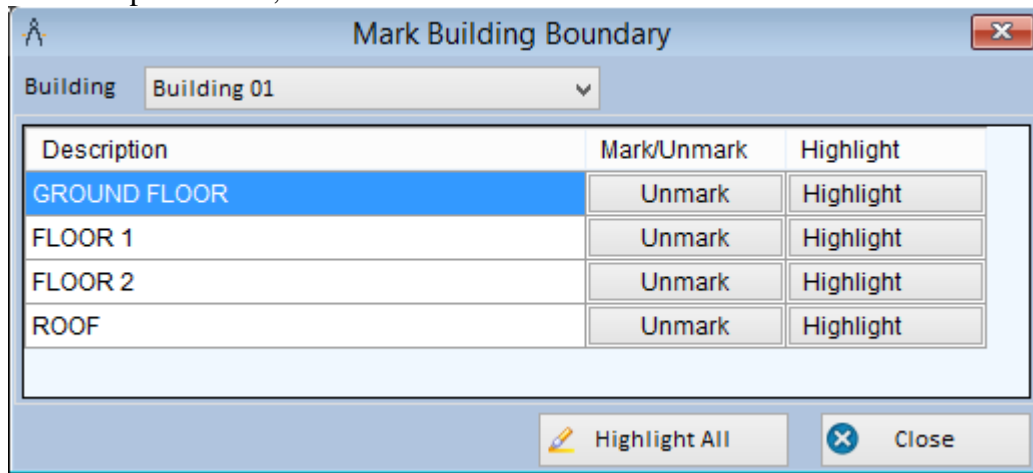 Mark Building Boundary
Building Building 01
Description Mark/Unmark Highlight
GROUND FLOOR Unmark Highlight
FLOOR 1 Unmark Highlight
FLOOR 2 Unmark Highlight
ROOF Unmark Highlight
Highlight All Close